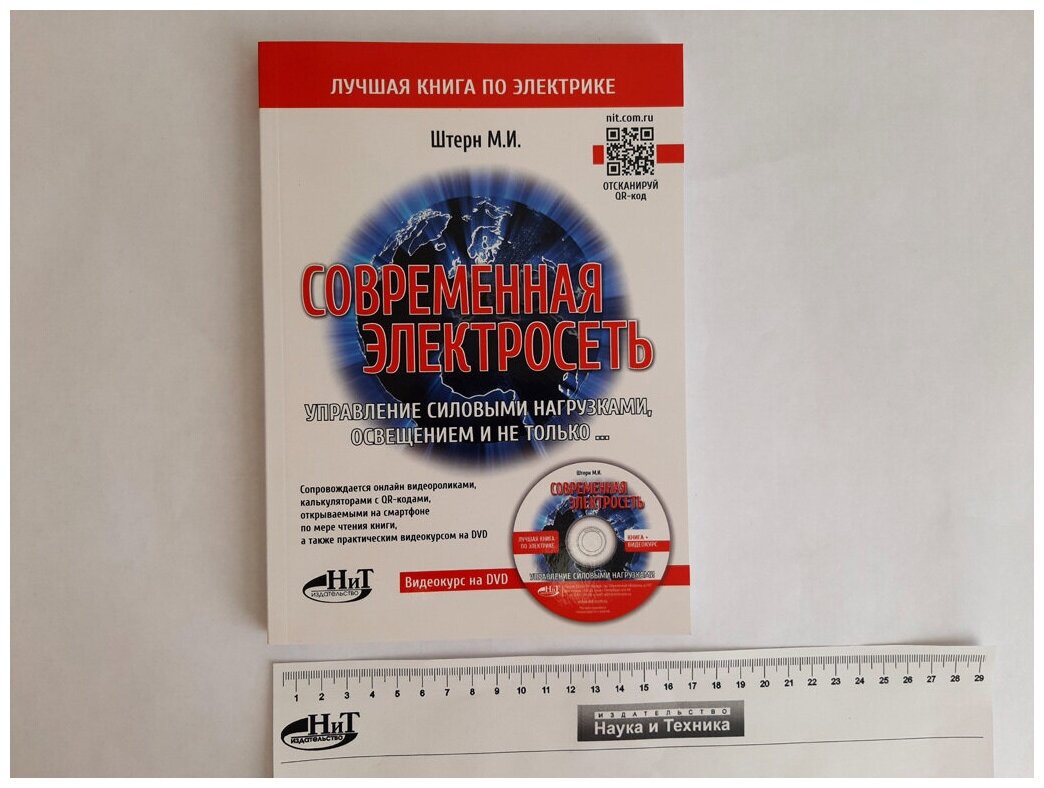 ЛУЧШАЯ КНИГА ПО ЭЛЕКТРИКЕ
nit.com.ru
Штерн М.И.
ОТСКАНИРУЙ
QR-код
СОВРЕМЕННАЯ
ЭЛЕКТРОСЕТЬ
УПРАВЛЕНИЕ СИЛОВЫМИ НАГРУЗКАМИ,
ОСВЕЩЕНИЕМ И НЕ ТОЛЬКО ...
Сопровождается онлайн видеороликами,
калькуляторами с QR-кодами,
открываемыми на смартфоне
по мере чтения книги,
а также практическим видеокурсом на DVD
НиТ
издательство
Видеокурс на DVD
Штерн М.И.
СОВРЕМЕННАЯ
ЭЛЕКТРОСЕТЬ
ЛУЧШАЯ КНИГА
ПО ЭЛЕКТРИКЕ
КНИГА +
ВИДЕОКУРС
УПРАВЛЕНИЕ СИЛОВЫМИ НАГРУЗКАМИ
НиТ
1 2 3 4 5 6 7 8 9 10 11 12 13 14 15 16 17 18 19 20 21 22 23 24 25 26 27 28 29
НиТ
издательство
ИЗДАТЕЛЬСТВО
Наука и Техника